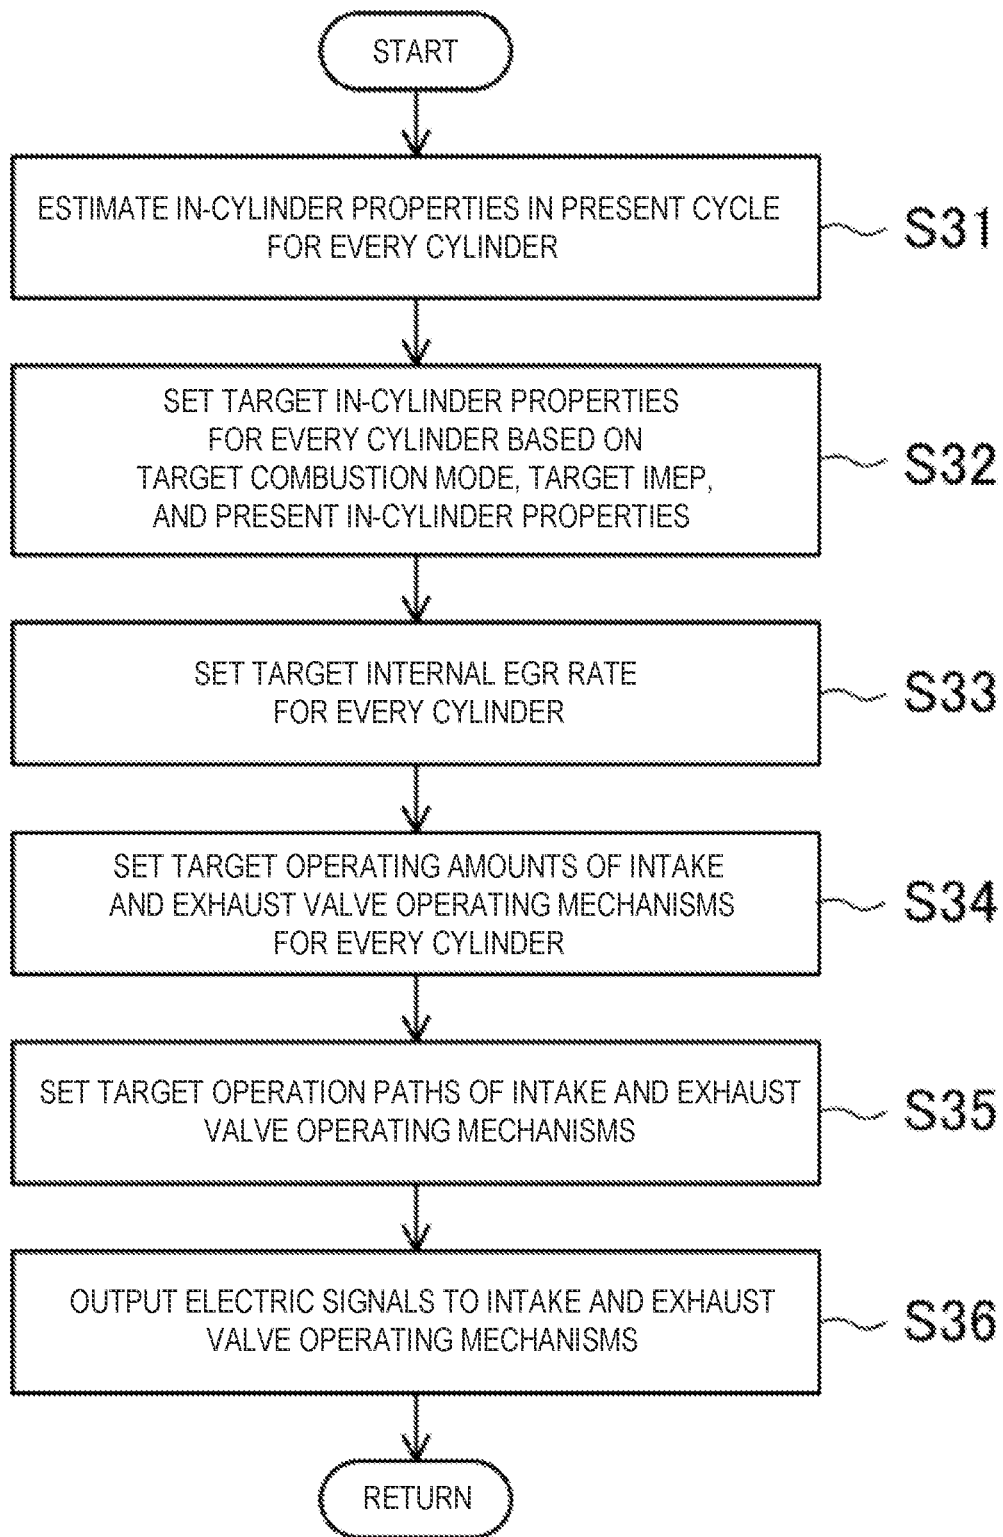 START
ESTIMATE IN-CYLINDER PROPERTIES IN PRESENT CYCLE
FOR EVERY CYLINDER
S31
SET TARGET IN-CYLINDER PROPERTIES
FOR EVERY CYLINDER BASED ON
TARGET COMBUSTION MODE, TARGET IMEP,
AND PRESENT IN-CYLINDER PROPERTIES
S32
SET TARGET INTERNAL EGR RATE
FOR EVERY CYLINDER
S33
SET TARGET OPERATING AMOUNTS OF INTAKE
AND EXHAUST VALVE OPERATING MECHANISMS
FOR EVERY CYLINDER
S34
SET TARGET OPERATION PATHS OF INTAKE AND EXHAUST
VALVE OPERATING MECHANISMS
S35
OUTPUT ELECTRIC SIGNALS TO INTAKE AND EXHAUST
VALVE OPERATING MECHANISMS
S36
RETURN